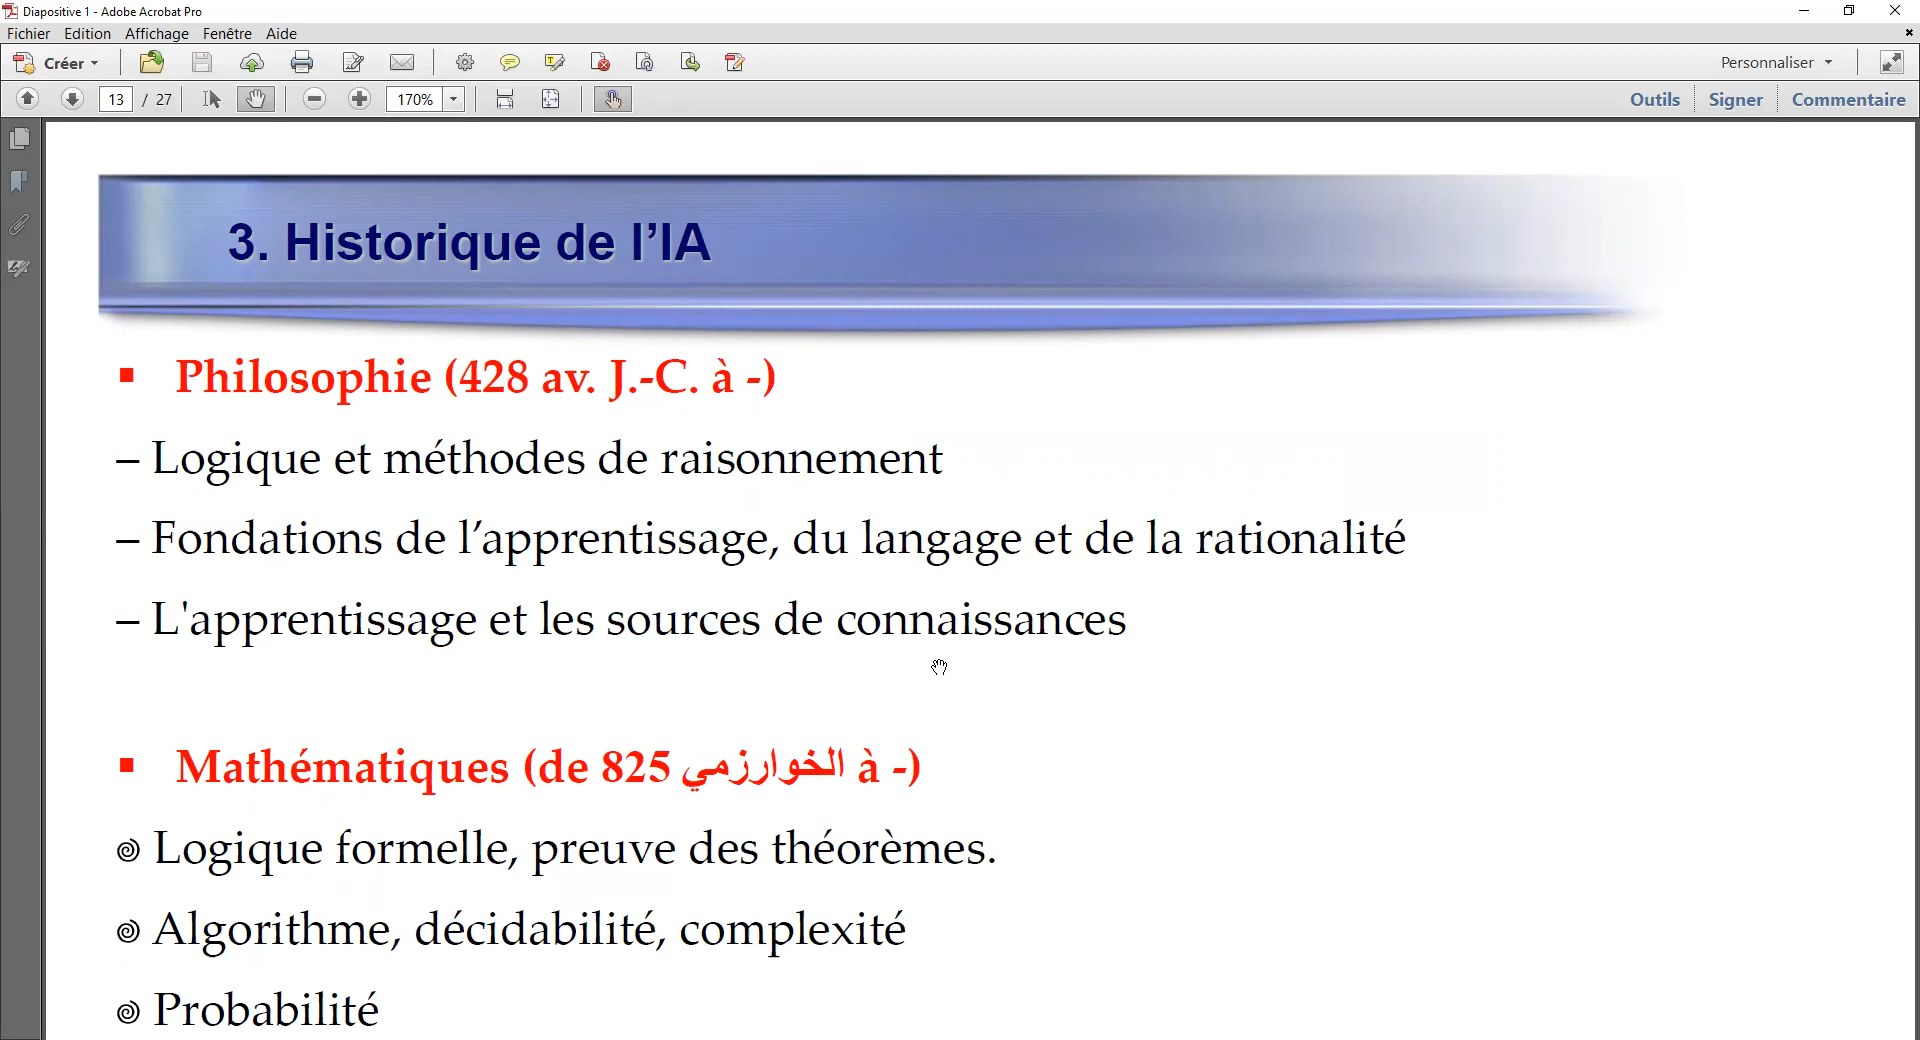 Diapositive 1 - Adobe Acrobat Pro
Fichier Edition Affichage Fenêtre Aide
Créer Personnaliser
13 / 27 170% Outils Signer Commentaire
3. Historique de l’IA
▪ Philosophie (428 av. J.-C. à -)
– Logique et méthodes de raisonnement
– Fondations de l’apprentissage, du langage et de la rationalité
– L'apprentissage et les sources de connaissances
▪ Mathématiques (de 825 الخوارزمي à -)
Logique formelle, preuve des théorèmes.
Algorithme, décidabilité, complexité
Probabilité